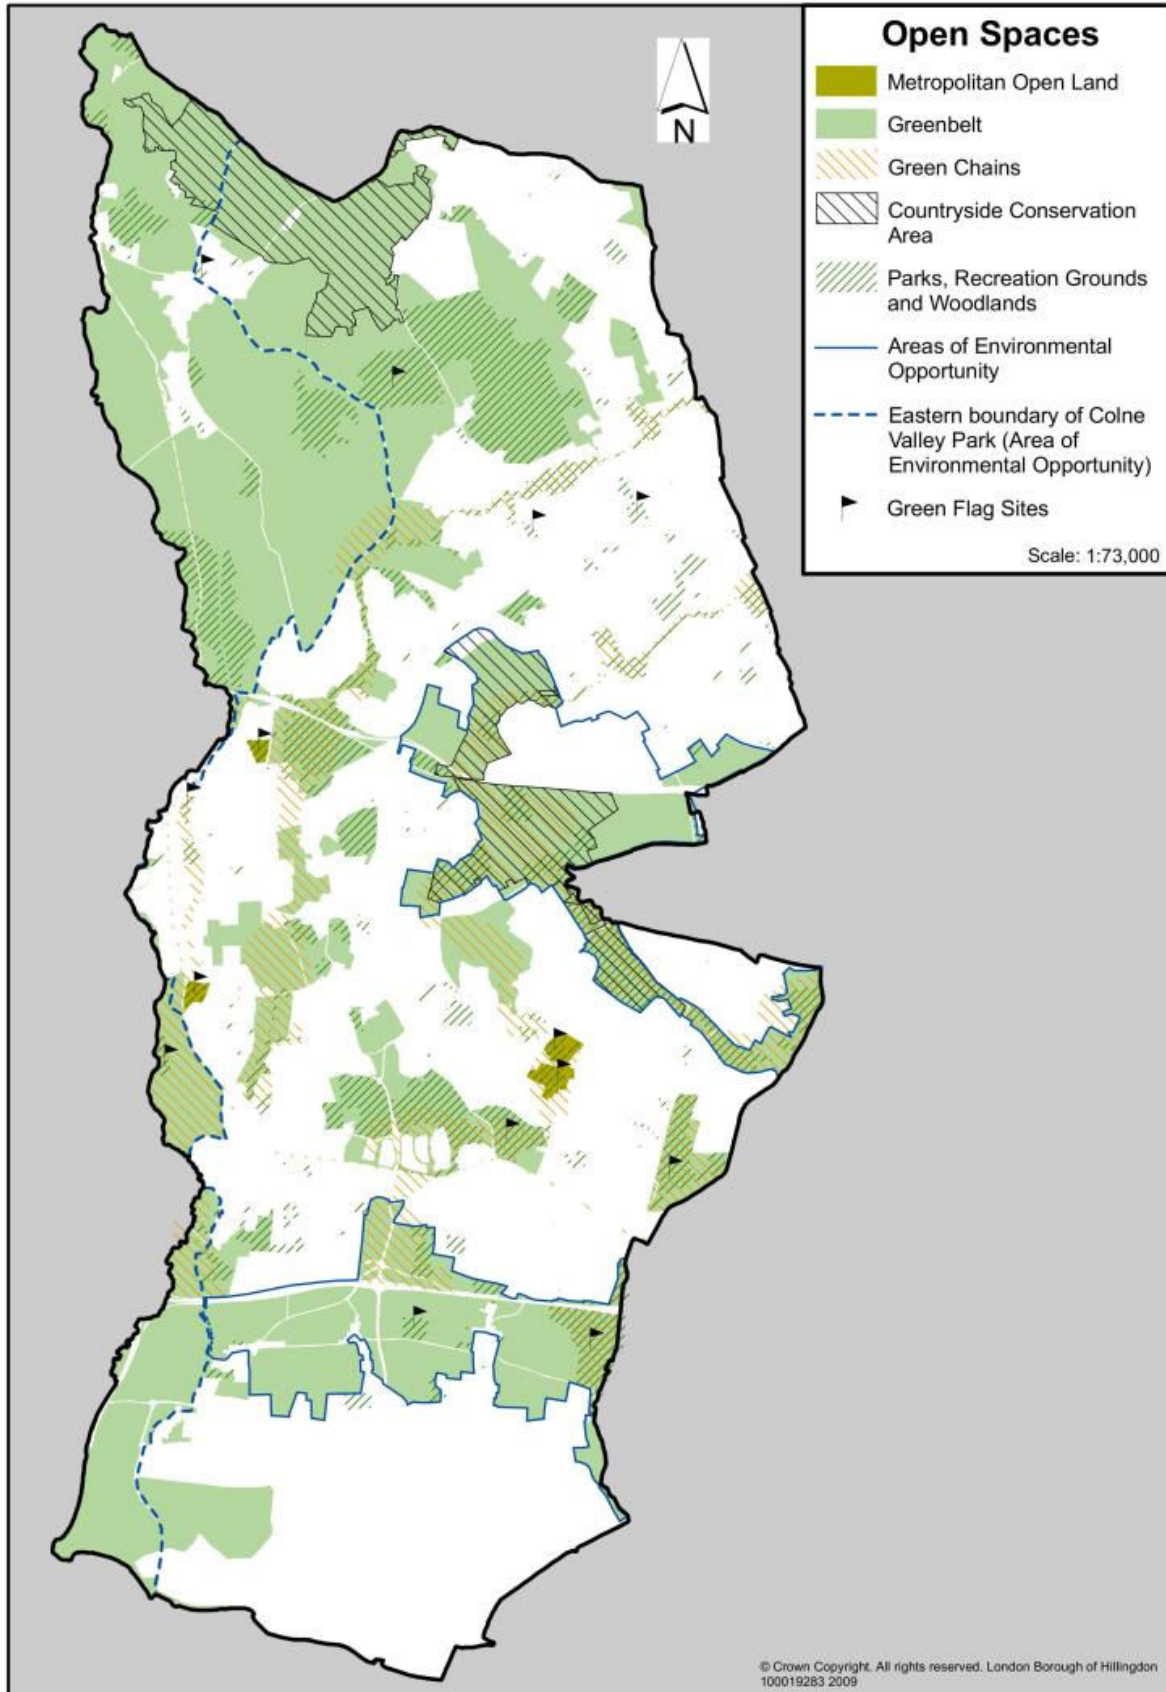 Open Spaces
Metropolitan Open Land
Greenbelt
Green Chains
Countryside Conservation
Area
Parks, Recreation Grounds
and Woodlands
Areas of Environmental
Opportunity
Eastern boundary of Colne
Valley Park (Area of
Environmental Opportunity)
Green Flag Sites
Scale: 1:73,000
N
© Crown Copyright. All rights reserved. London Borough of Hillingdon
100019283 2009